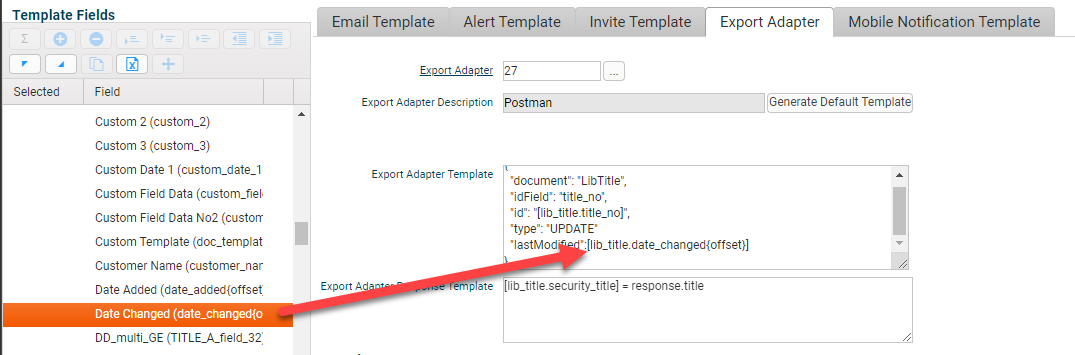 Template Fields
Σ
Selected Field
Custom 2 (custom_2)
Custom 3 (custom_3)
Custom Date 1 (custom_date_1
Custom Field Data (custom_fiel
Custom Field Data No2 (custom
Custom Template (doc_templat
Customer Name (customer_nan
Date Added (date_added{offset
Date Changed (date_changed{o
DD_multi_GE (TITLE_A_field_32)
Email Template Alert Template Invite Template Export Adapter Mobile Notification Template
Export Adapter 27 ...
Export Adapter Description Postman Generate Default Template
Export Adapter Template
{
"document": "LibTitle",
"idField": "title_no",
"id": "[lib_title.title_no]",
"type": "UPDATE"
"lastModified":[lib_title.date_changed{offset}]
}
Export Adapter Response Template
[lib_title.security_title] = response.title